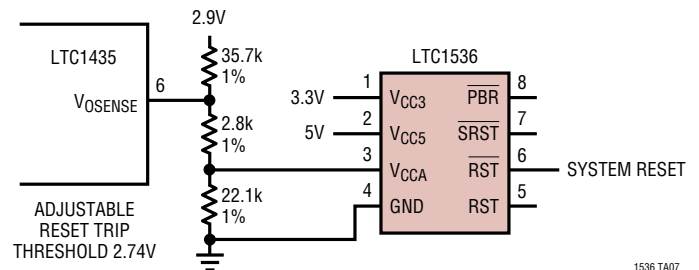 2.9V
LTC1435
35.7k
1%
LTC1536
6
VOSENSE
2.8k
1%
22.1k
1%
3.3V
1
VCC3
PBR
8
5V
2
VCC5
SRST
7
3
VCCA
RST
6
SYSTEM RESET
4
GND
RST
5
ADJUSTABLE
RESET TRIP
THRESHOLD 2.74V
1536 TA07